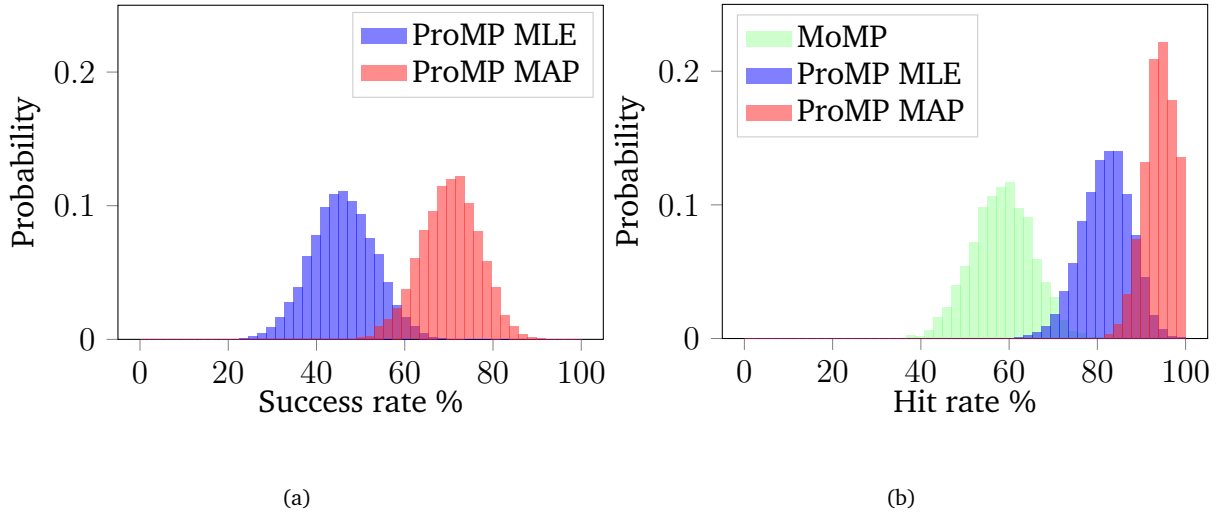 ProMP MLE
ProMP MAP
0.2
0.1
0
Probability
0 20 40 60 80 100
Success rate %
(a)
MoMP
ProMP MLE
ProMP MAP
0.2
0.1
0
Probability
0 20 40 60 80 100
Hit rate %
(b)